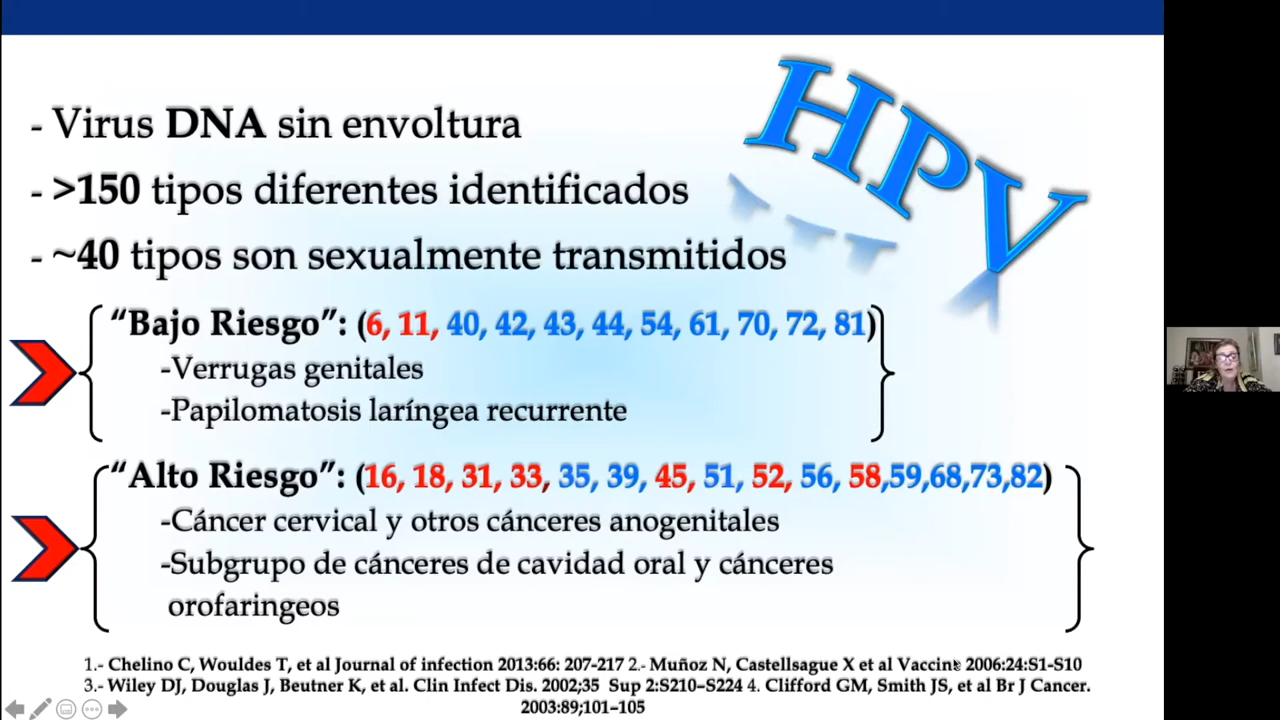 HPV
- Virus DNA sin envoltura
- >150 tipos diferentes identificados
- ~40 tipos son sexualmente transmitidos
“Bajo Riesgo”: (6, 11, 40, 42, 43, 44, 54, 61, 70, 72, 81)
-Verrugas genitales
-Papilomatosis laríngea recurrente
“Alto Riesgo”: (16, 18, 31, 33, 35, 39, 45, 51, 52, 56, 58,59,68,73,82)
-Cáncer cervical y otros cánceres anogenitales
-Subgrupo de cánceres de cavidad oral y cánceres
orofaringeos
1.- Chelino C, Wouldes T, et al Journal of infection 2013:66: 207-217 2.- Muñoz N, Castellsague X et al Vaccine 2006:24:S1-S10
3.- Wiley DJ, Douglas J, Beutner K, et al. Clin Infect Dis. 2002;35 Sup 2:S210–S224 4. Clifford GM, Smith JS, et al Br J Cancer.
2003:89;101–105